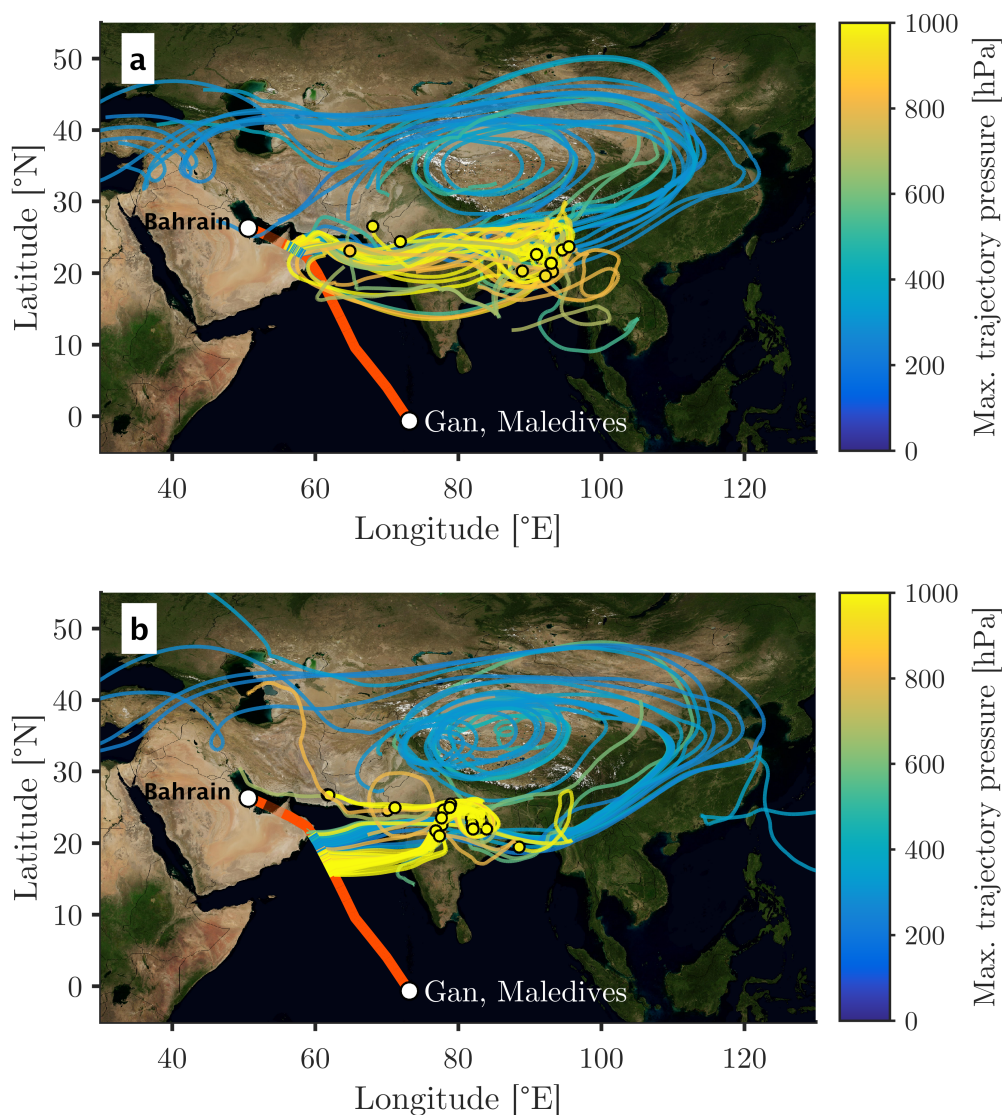 a
50
40
30
20
10
0
Latitude [°N]
Bahrain
Gan, Maledives
40
60
80
100
120
Longitude [°E]
1000
800
600
400
200
0
Max. trajectory pressure [hPa]
b
50
40
30
20
10
0
Latitude [°N]
Bahrain
Gan, Maledives
40
60
80
100
120
Longitude [°E]
1000
800
600
400
200
0
Max. trajectory pressure [hPa]